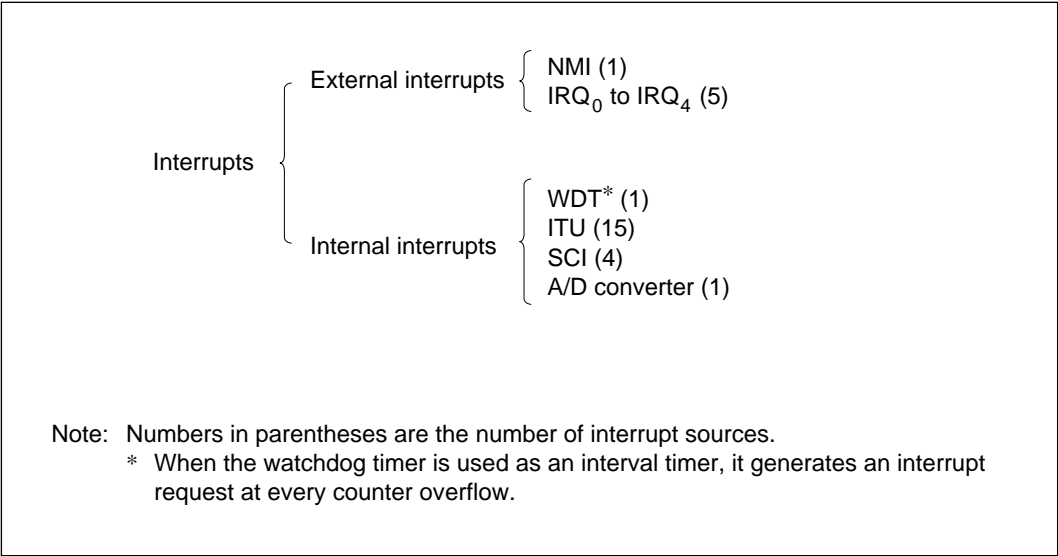 Interrupts
External interrupts
NMI (1)
IRQ0 to IRQ4 (5)
Internal interrupts
WDT* (1)
ITU (15)
SCI (4)
A/D converter (1)
Note: Numbers in parentheses are the number of interrupt sources.
* When the watchdog timer is used as an interval timer, it generates an interrupt
request at every counter overflow.